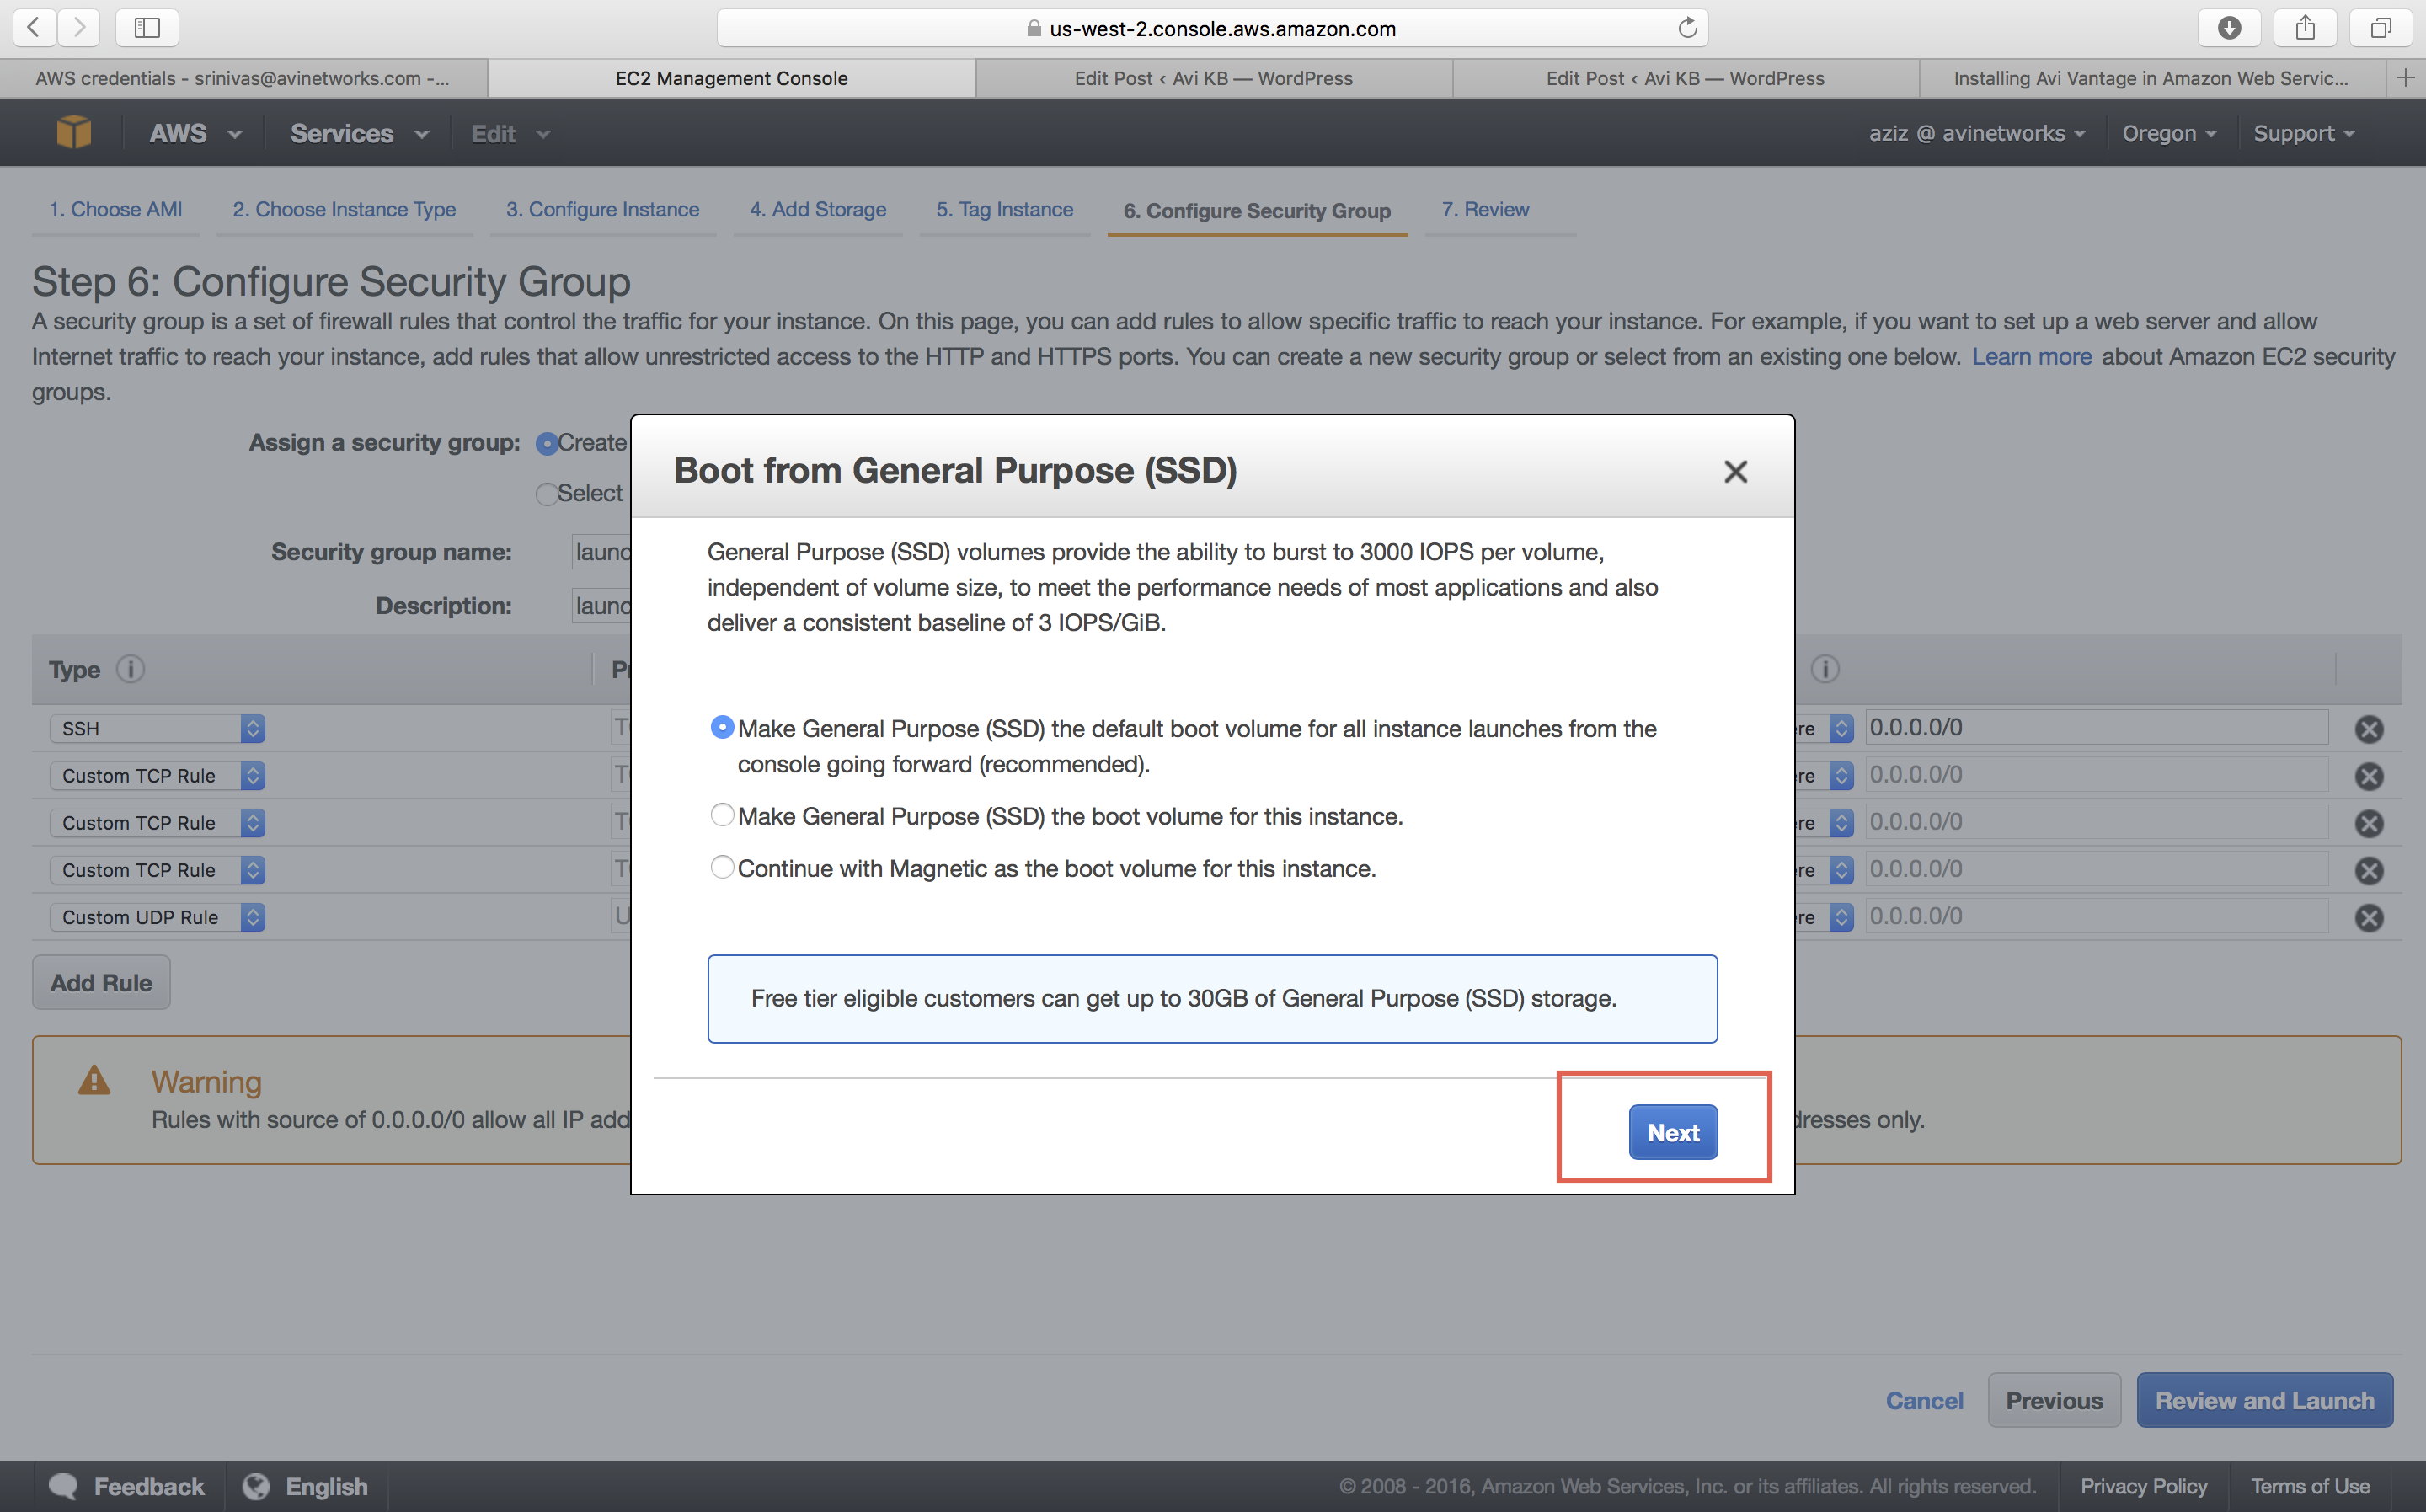 us-west-2.console.aws.amazon.com
AWS credentials - srinivas@avinetworks.com -...
EC2 Management Console
Edit Post ‹ Avi KB — WordPress
Edit Post ‹ Avi KB — WordPress
Installing Avi Vantage in Amazon Web Servic...
AWS
Services
Edit
aziz @ avinetworks
Oregon
Support
1. Choose AMI
2. Choose Instance Type
3. Configure Instance
4. Add Storage
5. Tag Instance
6. Configure Security Group
7. Review
Step 6: Configure Security Group
A security group is a set of firewall rules that control the traffic for your instance. On this page, you can add rules to allow specific traffic to reach your instance. For example, if you want to set up a web server and allow
Internet traffic to reach your instance, add rules that allow unrestricted access to the HTTP and HTTPS ports. You can create a new security group or select from an existing one below. Learn more about Amazon EC2 security
groups.
Assign a security group:
Create
Select
Security group name:
launc
Description:
launc
Boot from General Purpose (SSD)
General Purpose (SSD) volumes provide the ability to burst to 3000 IOPS per volume,
independent of volume size, to meet the performance needs of most applications and also
deliver a consistent baseline of 3 IOPS/GiB.
Make General Purpose (SSD) the default boot volume for all instance launches from the
console going forward (recommended).
Make General Purpose (SSD) the boot volume for this instance.
Continue with Magnetic as the boot volume for this instance.
Free tier eligible customers can get up to 30GB of General Purpose (SSD) storage.
Next
Type
SSH
re 0.0.0.0/0
Custom TCP Rule
re 0.0.0.0/0
Custom TCP Rule
re 0.0.0.0/0
Custom TCP Rule
re 0.0.0.0/0
Custom UDP Rule
re 0.0.0.0/0
Add Rule
Warning
Rules with source of 0.0.0.0/0 allow all IP add
dresses only.
Cancel
Previous
Review and Launch
Feedback
English
© 2008 - 2016, Amazon Web Services, Inc. or its affiliates. All rights reserved.
Privacy Policy
Terms of Use